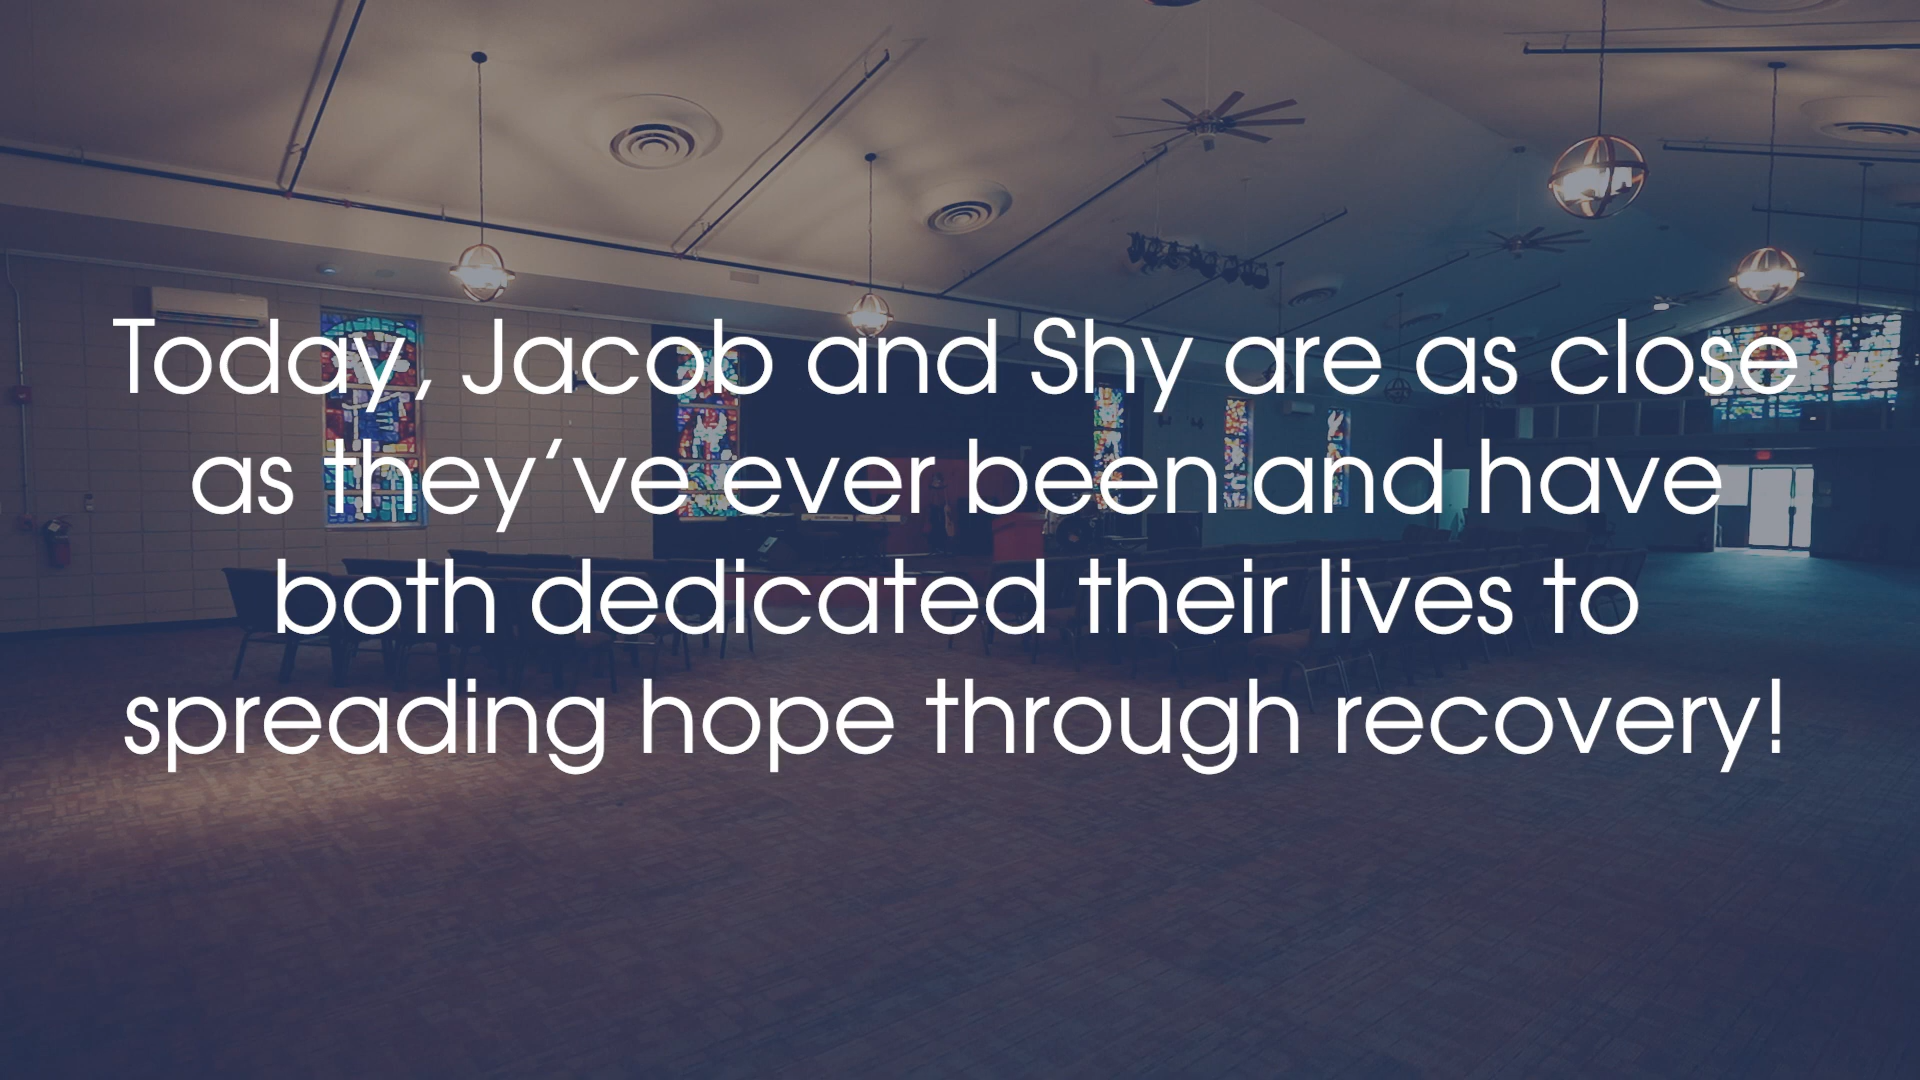 Today, Jacob and Shy are as close
as they’ve ever been and have
both dedicated their lives to
spreading hope through recovery!